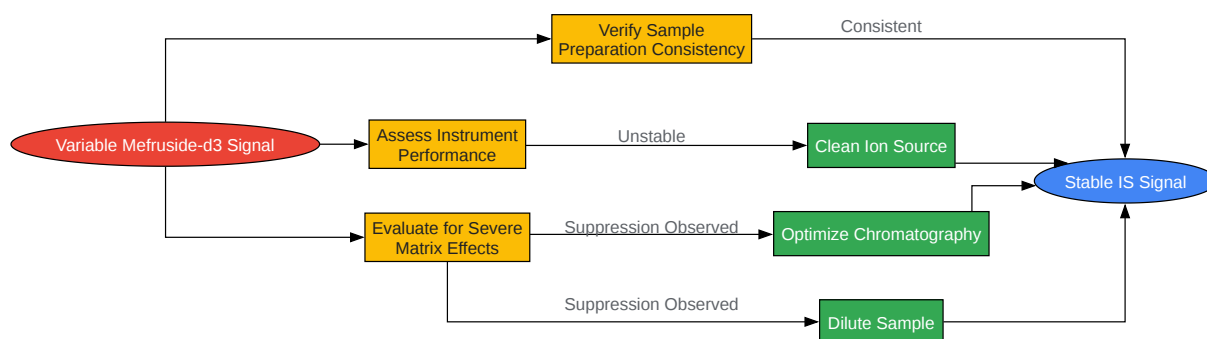 Verify Sample
Preparation Consistency
Consistent
Variable Mefruside-d3 Signal
Assess Instrument
Performance
Unstable
Clean Ion Source
Stable IS Signal
Evaluate for Severe
Matrix Effects
Suppression Observed
Optimize Chromatography
Suppression Observed
Dilute Sample